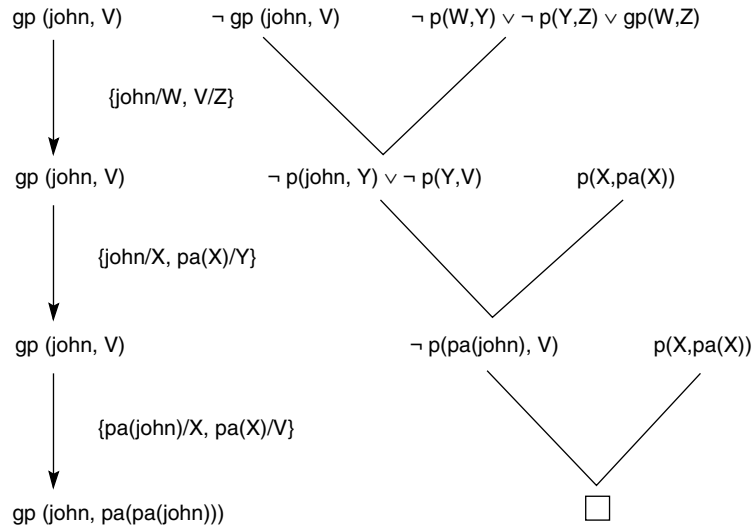 gp (john, V) ¬ gp (john, V) ¬ p(W,Y) ∨ ¬ p(Y,Z) ∨ gp(W,Z)
{john/W, V/Z}
gp (john, V) ¬ p(john, Y) ∨ ¬ p(Y,V) p(X,pa(X))
{john/X, pa(X)/Y}
gp (john, V) ¬ p(pa(john), V) p(X,pa(X))
{pa(john)/X, pa(X)/V}
gp (john, pa(pa(john)))